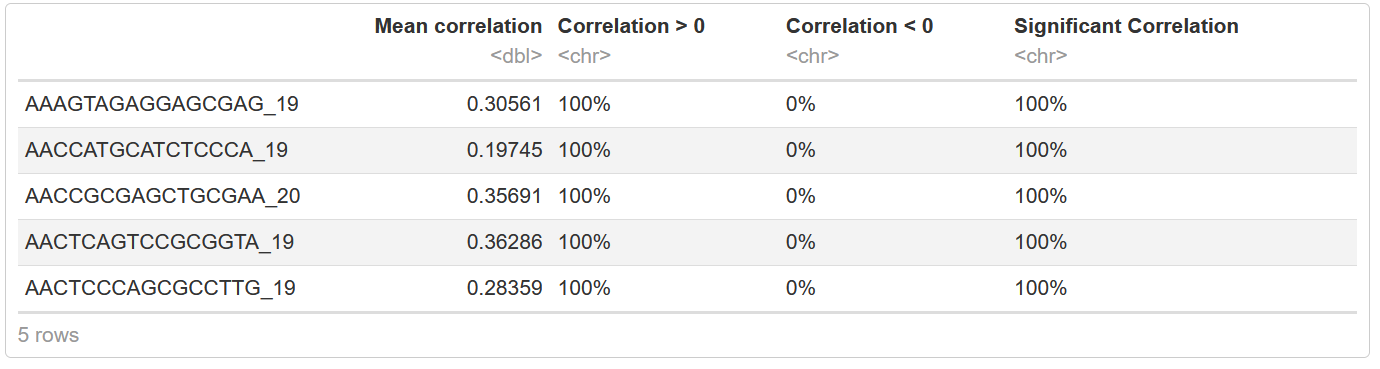 Mean correlation Correlation > 0 Correlation < 0 Significant Correlation
<dbl> <chr> <chr> <chr>
AAAGTAGAGGAGCGAG_19 0.30561 100% 0% 100%
AACCATGCATCTCCCA_19 0.19745 100% 0% 100%
AACCGCGAGCTGCGAA_20 0.35691 100% 0% 100%
AACTCAGTCCGCGGTA_19 0.36286 100% 0% 100%
AACTCCCAGCGCCTTG_19 0.28359 100% 0% 100%
5 rows